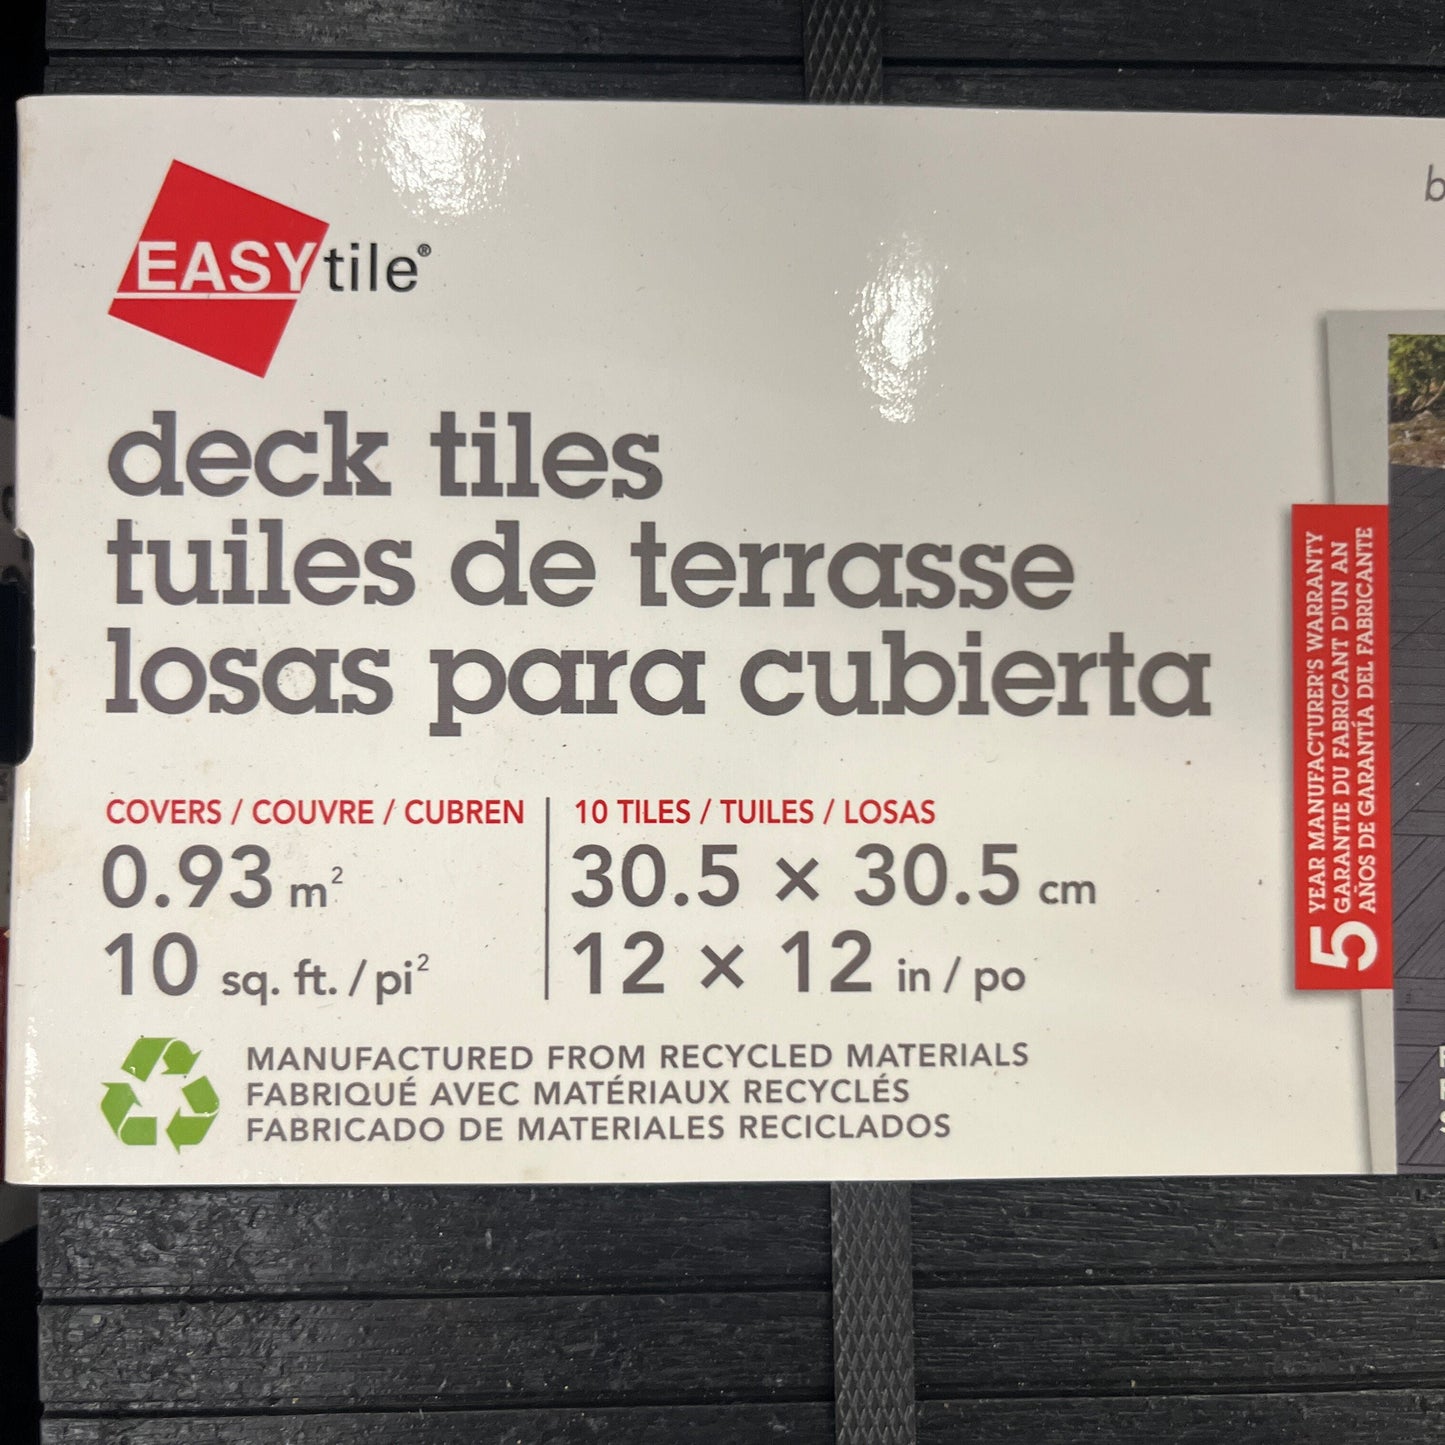 EASYtile®
deck tiles
tuiles de terrasse
losas para cubierta
COVERS / COUVRE / CUBREN
0.93 m²
10 sq. ft. / pi²
10 TILES / TUILES / LOSAS
30.5 × 30.5 cm
12 × 12 in / po
MANUFACTURED FROM RECYCLED MATERIALS
FABRIQUÉ AVEC MATÉRIAUX RECYCLÉS
FABRICADO DE MATERIALES RECICLADOS
5
YEAR MANUFACTURER'S WARRANTY
GARANTIE DU FABRICANT D'UN AN
AÑOS DE GARANTÍA DEL FABRICANTE